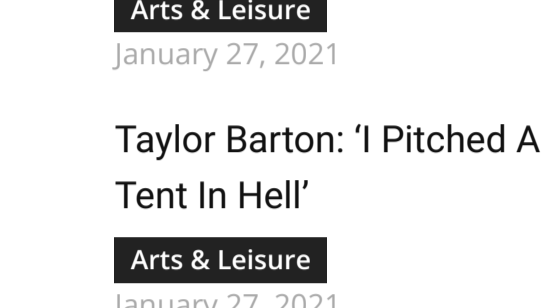 Arts & Leisure
January 27, 2021
Taylor Barton: ‘I Pitched A
Tent In Hell’
Arts & Leisure
January 27, 2021